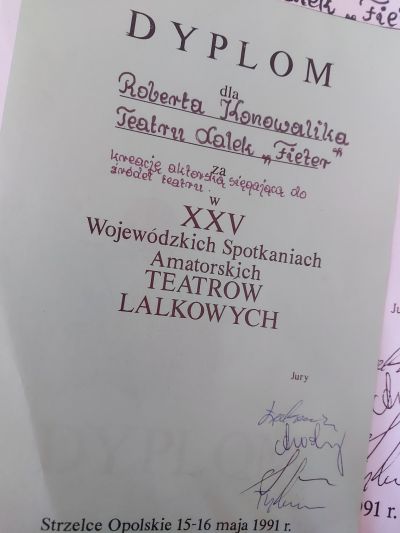 DYPLOM
dla
Roberta Konowalika
Teatru Lalek „Fieter”
za
kreację aktorską sięgającą do
źródeł teatru.
w
XXV
Wojewódzkich Spotkaniach
Amatorskich
TEATRÓW
LALKOWYCH
Jury
Strzelce Opolskie 15-16 maja 1991 r.